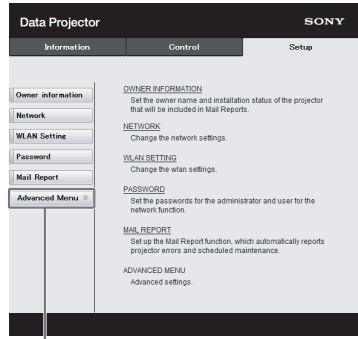 Data Projector
SONY
Information
Control
Setup
Owner information
Network
WLAN Setting
Password
Mail Report
Advanced Menu
OWNER INFORMATION
Set the owner name and installation status of the projector
that will be included in Mail Reports.
NETWORK
Change the network settings.
WLAN SETTING
Change the wlan settings.
PASSWORD
Set the passwords for the administrator and user for the
network function.
MAIL REPORT
Set up the Mail Report function, which automatically reports
projector errors and scheduled maintenance.
ADVANCED MENU
Advanced settings.